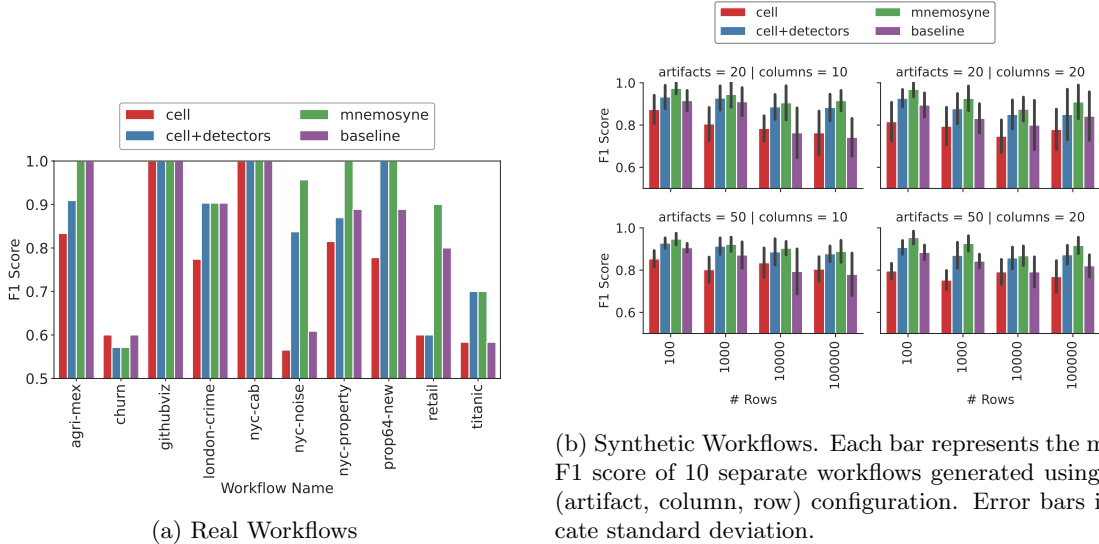 cell
cell+detectors
mnemosyne
baseline
F1 Score
1.0
0.9
0.8
0.7
0.6
0.5
agri-mex
churn
githubviz
london-crime
nyc-cab
nyc-noise
nyc-property
prop64-new
retail
titanic
Workflow Name
(a) Real Workflows
cell
cell+detectors
mnemosyne
baseline
artifacts = 20 | columns = 10
artifacts = 20 | columns = 20
F1 Score
1.0
0.8
0.6
artifacts = 50 | columns = 10
artifacts = 50 | columns = 20
F1 Score
1.0
0.8
0.6
100
1000
10000
100000
100
1000
10000
100000
# Rows
# Rows
(b) Synthetic Workflows. Each bar represents the
F1 score of 10 separate workflows generated using
(artifact, column, row) configuration. Error bars
cate standard deviation.